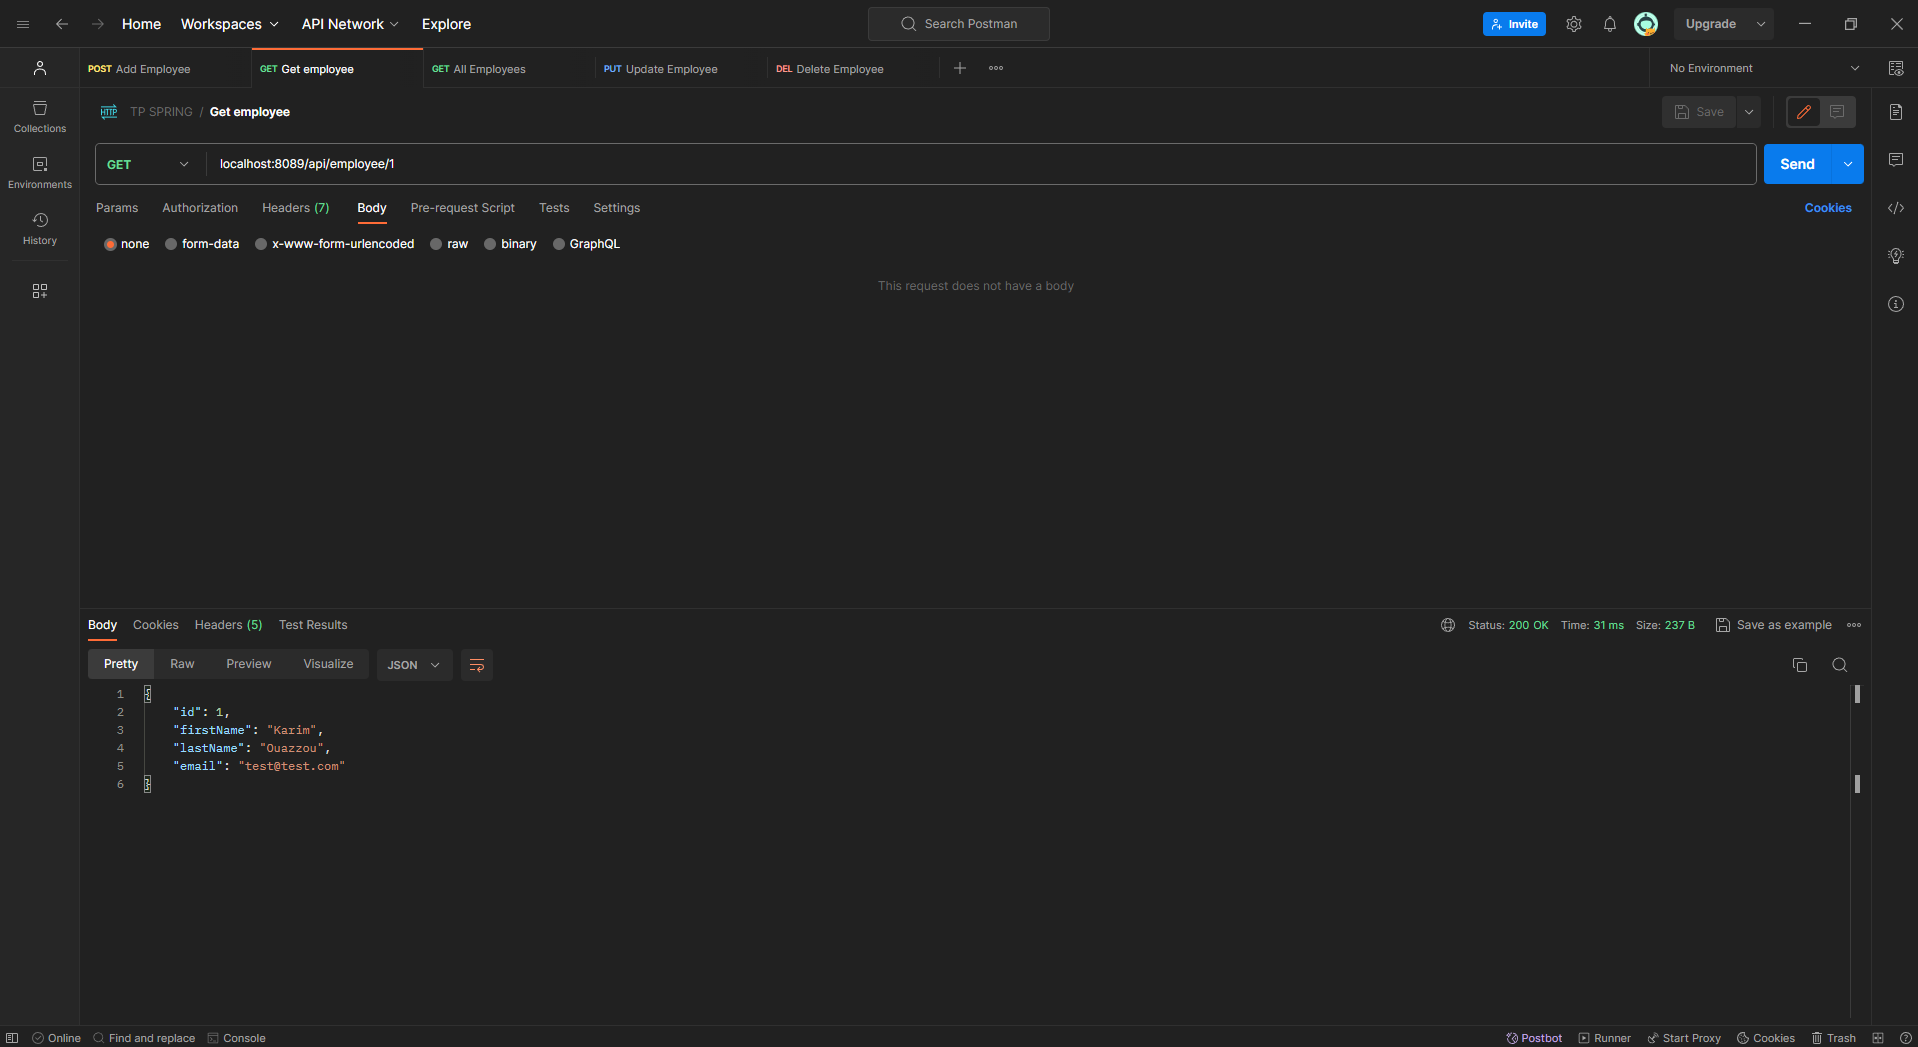 Home Workspaces API Network Explore Search Postman Invite Upgrade
POST Add Employee GET Get employee GET All Employees PUT Update Employee DEL Delete Employee No Environment
HTTP TP SPRING / Get employee Save
Collections
GET localhost:8089/api/employee/1 Send
Environments
Params Authorization Headers (7) Body Pre-request Script Tests Settings Cookies
History
none form-data x-www-form-urlencoded raw binary GraphQL
This request does not have a body
Body Cookies Headers (5) Test Results Status: 200 OK Time: 31 ms Size: 237 B Save as example
Pretty Raw Preview Visualize JSON
1 {
2 "id": 1,
3 "firstName": "Karim",
4 "lastName": "Ouazzou",
5 "email": "test@test.com"
6 }
Online Find and replace Console Postbot Runner Start Proxy Cookies Trash